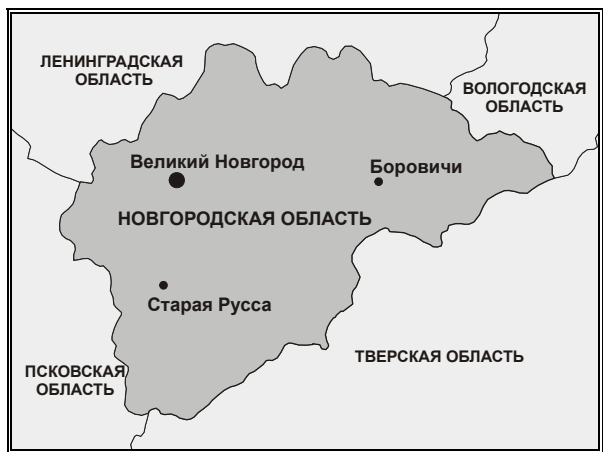 ЛЕНИНГРАДСКАЯ
ОБЛАСТЬ
ВОЛОГОДСКАЯ
ОБЛАСТЬ
Великий Новгород
Боровичи
НОВГОРОДСКАЯ ОБЛАСТЬ
Старая Русса
ТВЕРСКАЯ ОБЛАСТЬ
ПСКОВСКАЯ
ОБЛАСТЬ